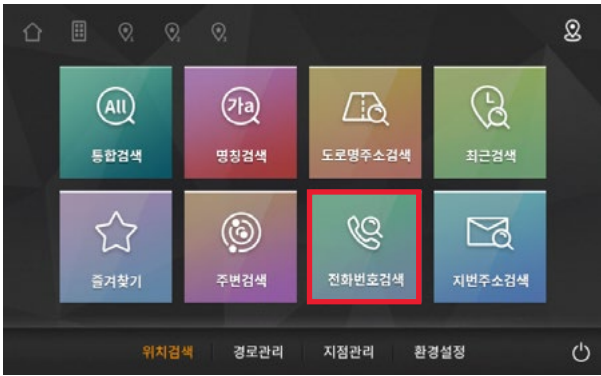 All
가a
통합검색
명칭검색
도로명주소검색
최근검색
즐겨찾기
주변검색
전화번호검색
지번주소검색
위치검색
경로관리
지점관리
환경설정